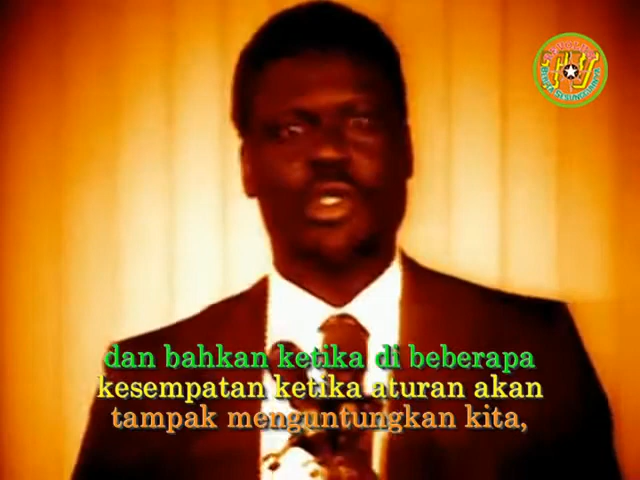 dan bahkan ketika di beberapa
kesempatan ketika aturan akan
tampak menguntungkan kita,